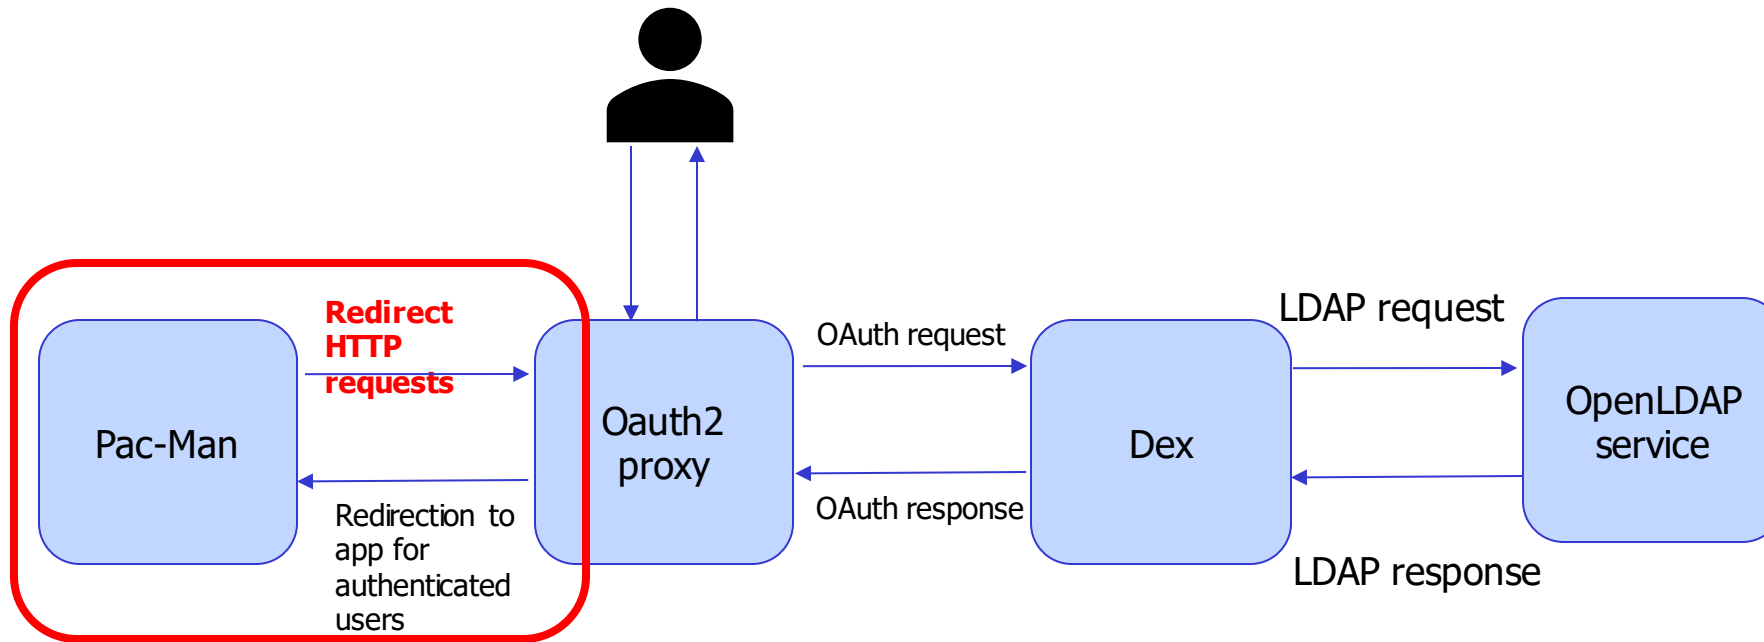 Redirect
HTTP
requests
Pac-Man
Redirection to
app for
authenticated
users
Oauth2
proxy
OAuth request
OAuth response
Dex
LDAP request
LDAP response
OpenLDAP
service